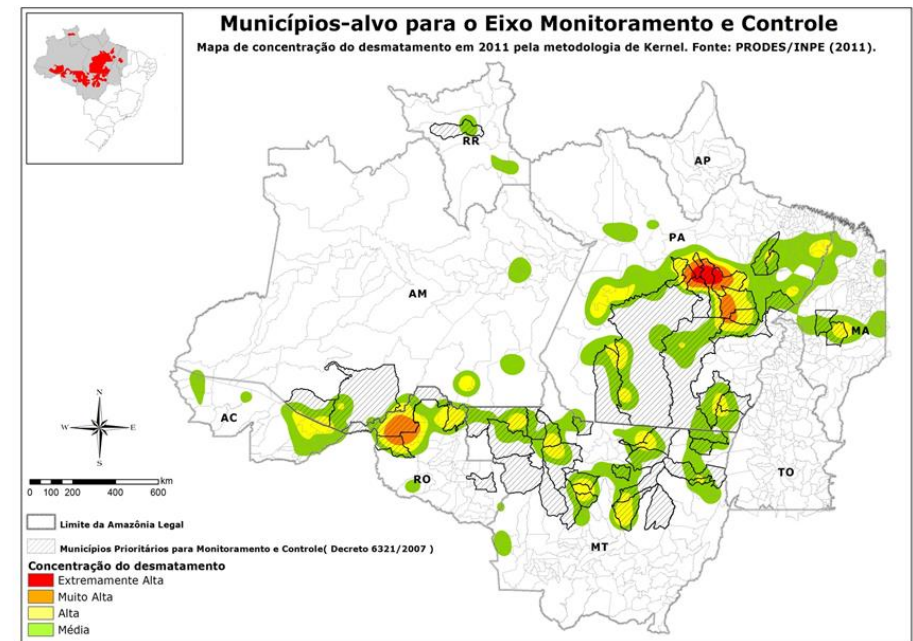 Municípios-alvo para o Eixo Monitoramento e Controle
Mapa de concentração do desmatamento em 2011 pela metodologia de Kernel. Fonte: PRODES/INPE (2011).
RR
AP
PA
AM
MA
AC
RO
TO
MT
N
W
E
S
0 100 200 400 600 km
Limite da Amazônia Legal
Municípios Prioritários para Monitoramento e Controle( Decreto 6321/2007 )
Concentração do desmatamento
Extremamente Alta
Muito Alta
Alta
Média